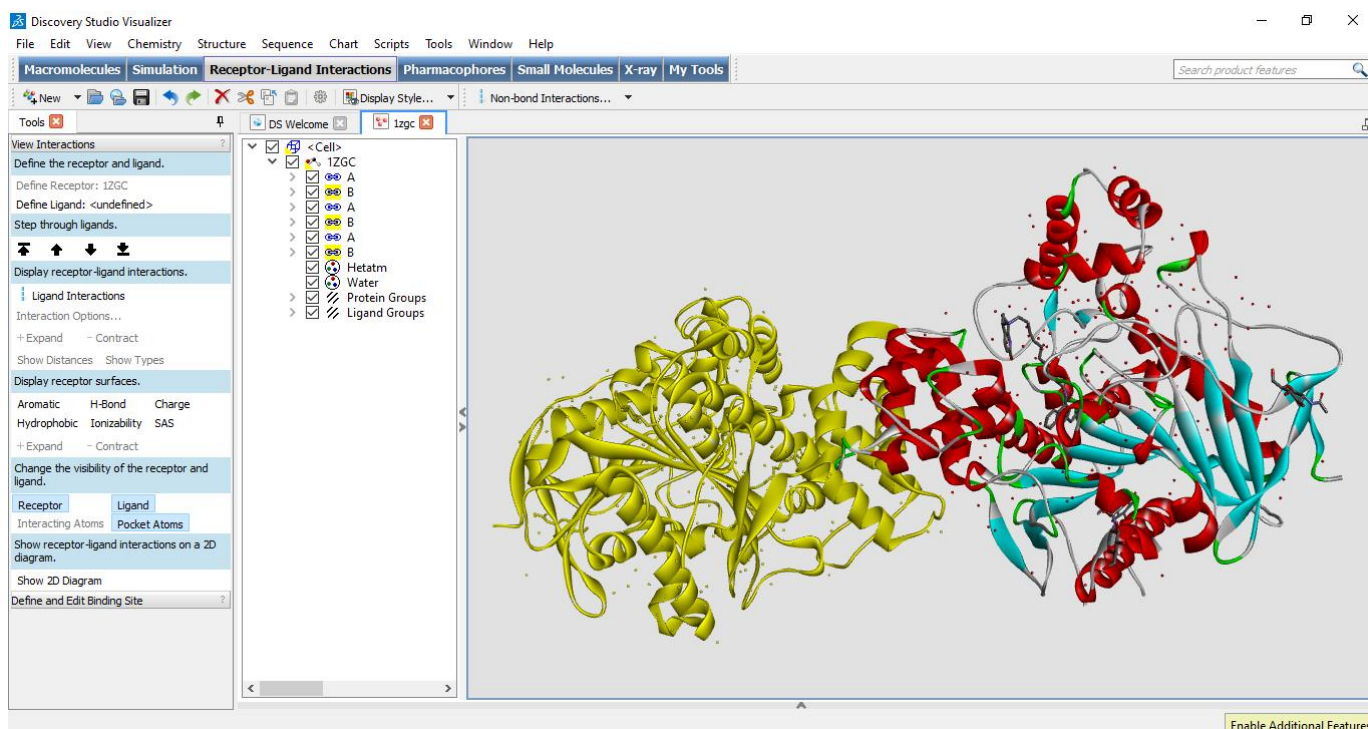 Discovery Studio Visualizer
File Edit View Chemistry Structure Sequence Chart Scripts Tools Window Help
Macromolecules Simulation Receptor-Ligand Interactions Pharmacophores Small Molecules X-ray My Tools
Search product features
New Display Style... Non-bond Interactions...
Tools
DS Welcome 1zgc
View Interactions ?
Define the receptor and ligand.
Define Receptor: 1ZGC
Define Ligand: <undefined>
Step through ligands.
Display receptor-ligand interactions.
Ligand Interactions
Interaction Options...
+Expand - Contract
Show Distances Show Types
Display receptor surfaces.
Aromatic H-Bond Charge
Hydrophobic Ionizability SAS
+Expand - Contract
Change the visibility of the receptor and
ligand.
Receptor Ligand
Interacting Atoms Pocket Atoms
Show receptor-ligand interactions on a 2D
diagram.
Show 2D Diagram
Define and Edit Binding Site ?
<Cell>
1ZGC
A
B
A
B
A
B
Hetatm
Water
Protein Groups
Ligand Groups
Enable Additional Features